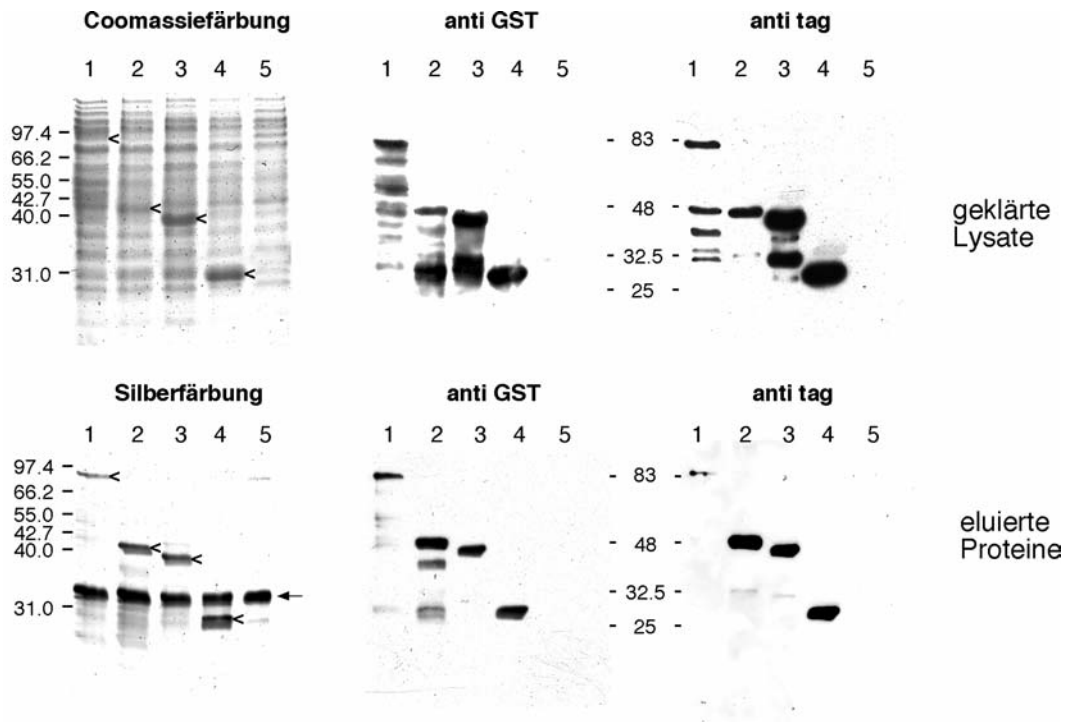 Coomassiefärbung
anti GST
anti tag
1 2 3 4 5
1 2 3 4 5
1 2 3 4 5
97.4 –
66.2 –
55.0 –
42.7 –
40.0 –
31.0 –
- 83 -
- 48 -
- 32.5 -
- 25 -
geklärte
Lysate
Silberfärbung
anti GST
anti tag
1 2 3 4 5
1 2 3 4 5
1 2 3 4 5
97.4 –
66.2 –
55.0 –
42.7 –
40.0 –
31.0 –
- 83 -
- 48 -
- 32.5 -
- 25 -
eluierte
Proteine